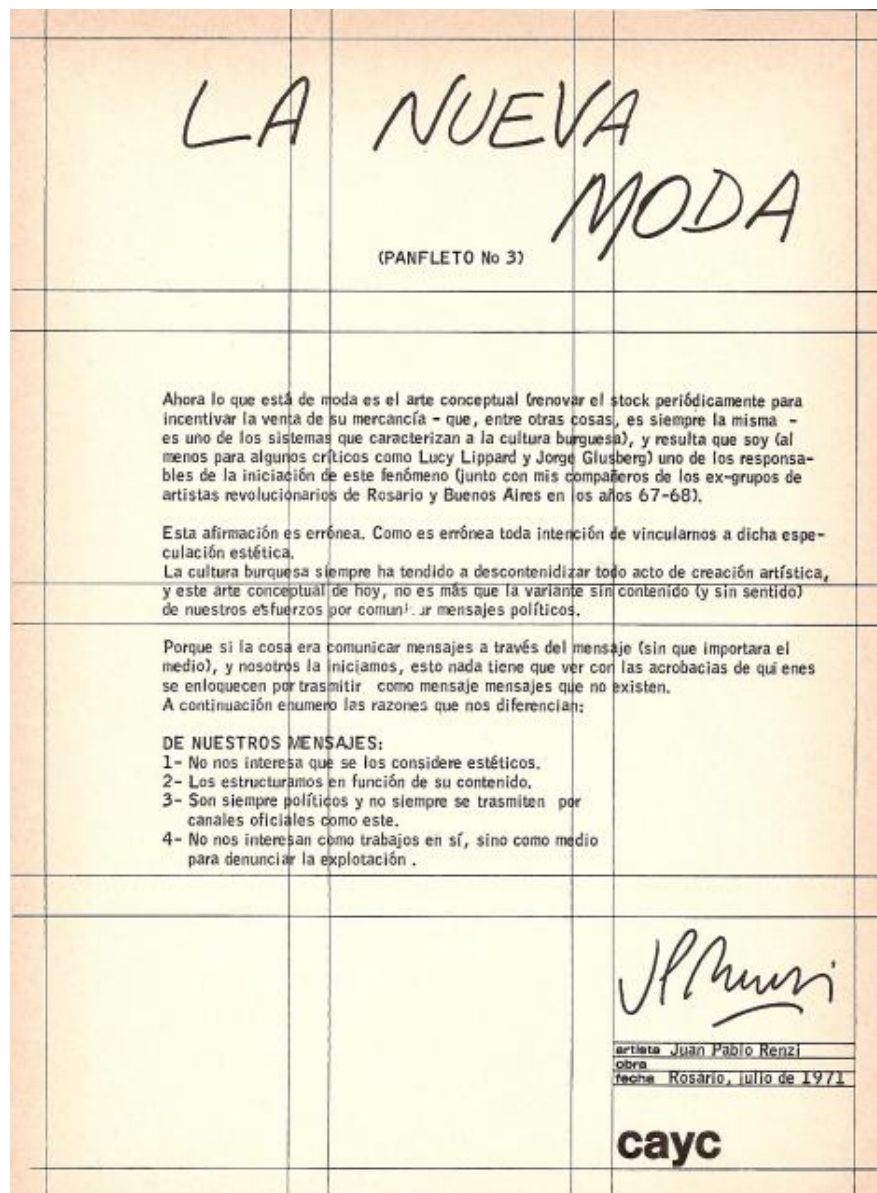 LA NUEVA
MODA
(PANFLETO No 3)
Ahora lo que está de moda es el arte conceptual (renovar el stock periódicamente para
incentivar la venta de su mercancía - que, entre otras cosas, es siempre la misma -
es uno de los sistemas que caracterizan a la cultura burguesa), y resulta que soy (al
menos para algunos críticos como Lucy Lippard y Jorge Glusberg) uno de los responsa-
bles de la iniciación de este fenómeno (junto con mis compañeros de los ex-grupos de
artistas revolucionarios de Rosario y Buenos Aires en los años 67-68).
Esta afirmación es errónea. Como es errónea toda intención de vincularnos a dicha espe-
culación estética.
La cultura burguesa siempre ha tendido a descontenidizar todo acto de creación artística,
y este arte conceptual de hoy, no es más que la variante sin contenido (y sin sentido)
de nuestros esfuerzos por mensajes políticos.
Porque si la cosa era comunicar mensajes a través del mensaje (sin que importara el
medio), y nosotros la iniciamos, esto nada tiene que ver con las acrobacias de quienes
se enloquecen por trasmitir como mensaje mensajes que no existen.
A continuación enumero las razones que nos diferencian:
DE NUESTROS MENSAJES:
1- No nos interesa que se los considere estéticos.
2- Los estructuramos en función de su contenido.
3- Son siempre políticos y no siempre se trasmiten por
canales oficiales como este.
4- No nos interesan como trabajos en sí, sino como medio
para denunciar la explotación .
JPRenzi
artista Juan Pablo Renzi
obra
fecha Rosario, julio de 1971
cayc